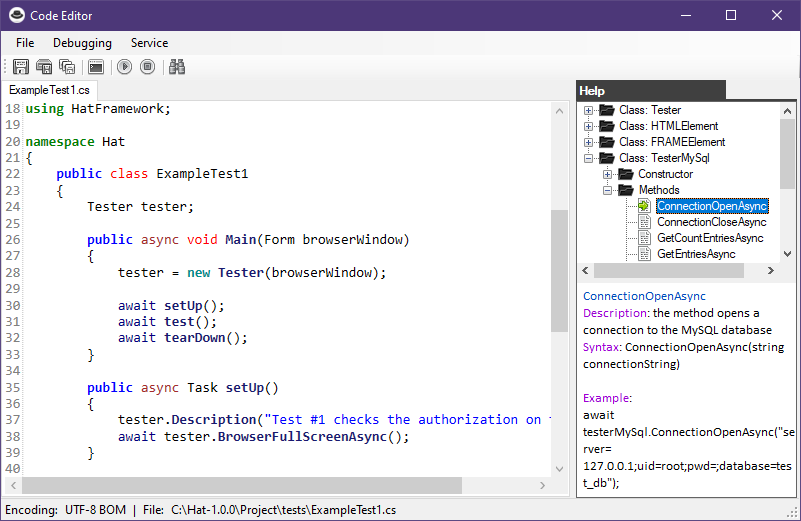 Code Editor
File Debugging Service
ExampleTest1.cs
18 using HatFramework;
19
20 namespace Hat
21 {
22 public class ExampleTest1
23 {
24 Tester tester;
25
26 public async void Main(Form browserWindow)
27 {
28 tester = new Tester(browserWindow);
29
30 await setUp();
31 await test();
32 await tearDown();
33 }
34
35 public async Task setUp()
36 {
37 tester.Description("Test #1 checks the authorization on
38 await tester.BrowserFullScreenAsync();
39 }
40
Help
Class: Tester
Class: HTMLElement
Class: FRAMEElement
Class: TesterMySql
Constructor
Methods
ConnectionOpenAsync
ConnectionCloseAsync
GetCountEntriesAsync
GetEntriesAsync
ConnectionOpenAsync
Description: the method opens a
connection to the MySQL database
Syntax: ConnectionOpenAsync(string
connectionString)
Example:
await
testerMySql.ConnectionOpenAsync("se
rver=
127.0.0.1;uid=root;pwd=;database=tes
t_db");
Encoding: UTF-8 BOM | File: C:\Hat-1.0.0\Project\tests\ExampleTest1.cs